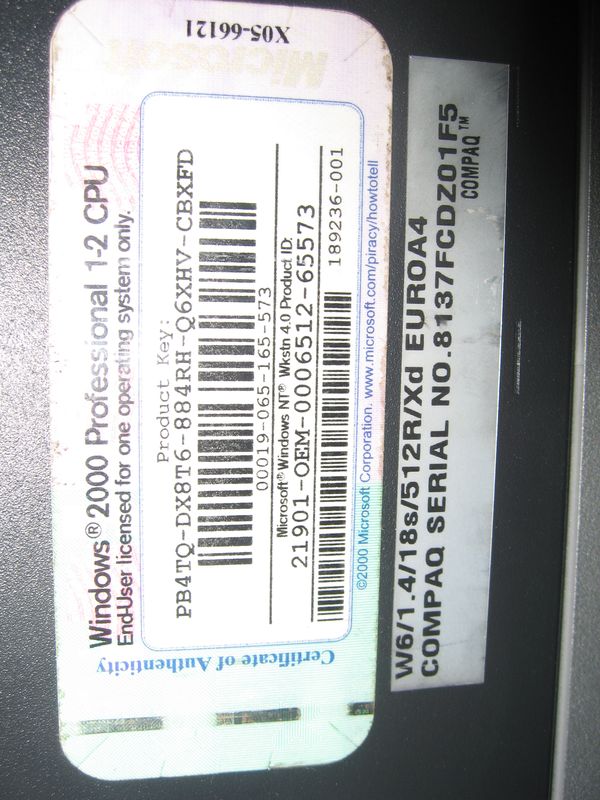 X05-66121
Microsoft
Windows® 2000 Professional 1-2 CPU
End-User licensed for one operating system only.
Product Key:
PB4TQ-DX8T6-884RH-Q6XHV-CBXFD
00019-065-165-573
Microsoft® Windows NT® Wkstn 4.0 Product ID:
21901-OEM-0006512-65573
189236-001
©2000 Microsoft Corporation. www.microsoft.com/piracy/howtotell
Certificate of Authenticity
W6/1.4/18s/512R/Xd EUROA4
COMPAQ SERIAL NO.8137FCDZ01F5
COMPAQ™